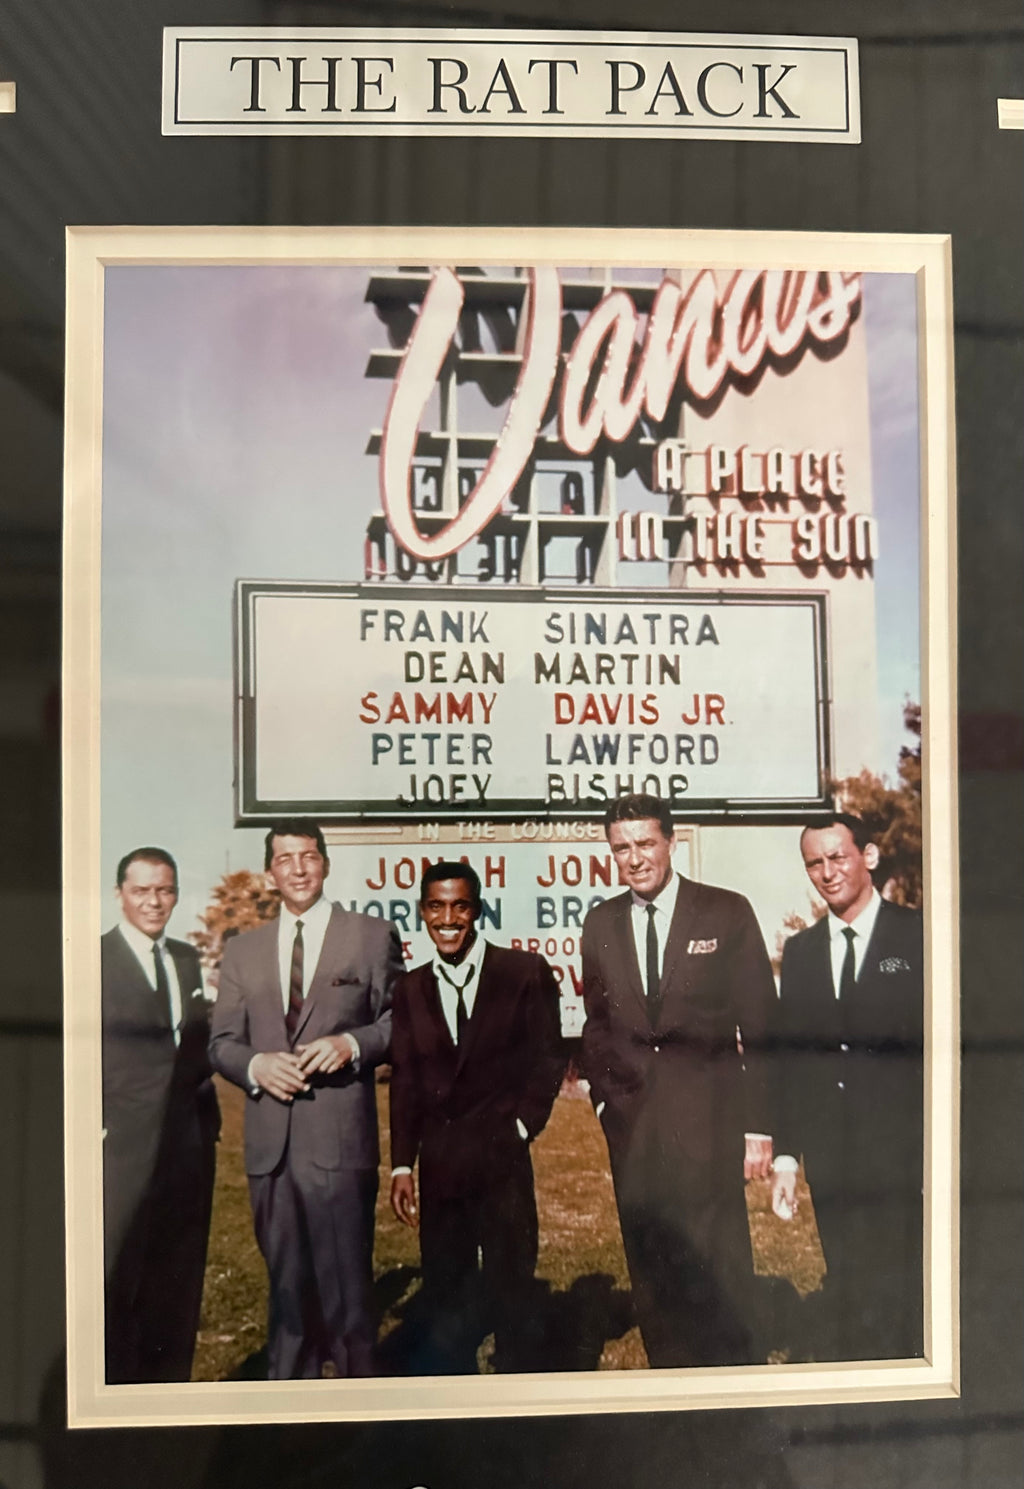 THE RAT PACK
Sands
A PLACE
IN THE SUN
FRANK SINATRA
DEAN MARTIN
SAMMY DAVIS JR.
PETER LAWFORD
JOEY BISHOP
IN THE LOUNGE